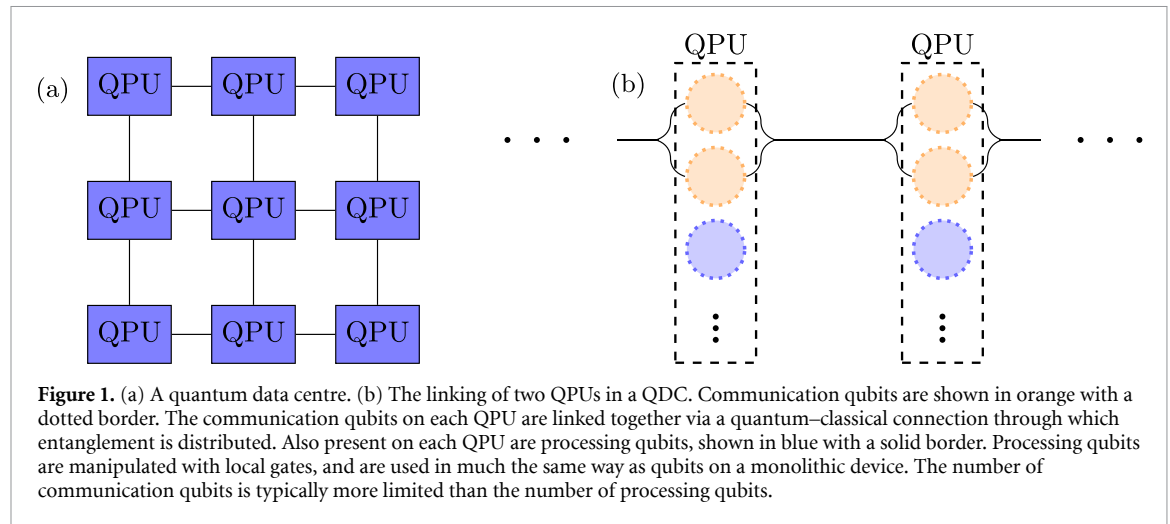 (a)
QPU QPU QPU
QPU QPU QPU
QPU QPU QPU
(b)
QPU QPU
Figure 1. (a) A quantum data centre. (b) The linking of two QPUs in a QDC. Communication qubits are shown in orange with a
dotted border. The communication qubits on each QPU are linked together via a quantum–classical connection through which
entanglement is distributed. Also present on each QPU are processing qubits, shown in blue with a solid border. Processing qubits
are manipulated with local gates, and are used in much the same way as qubits on a monolithic device. The number of
communication qubits is typically more limited than the number of processing qubits.